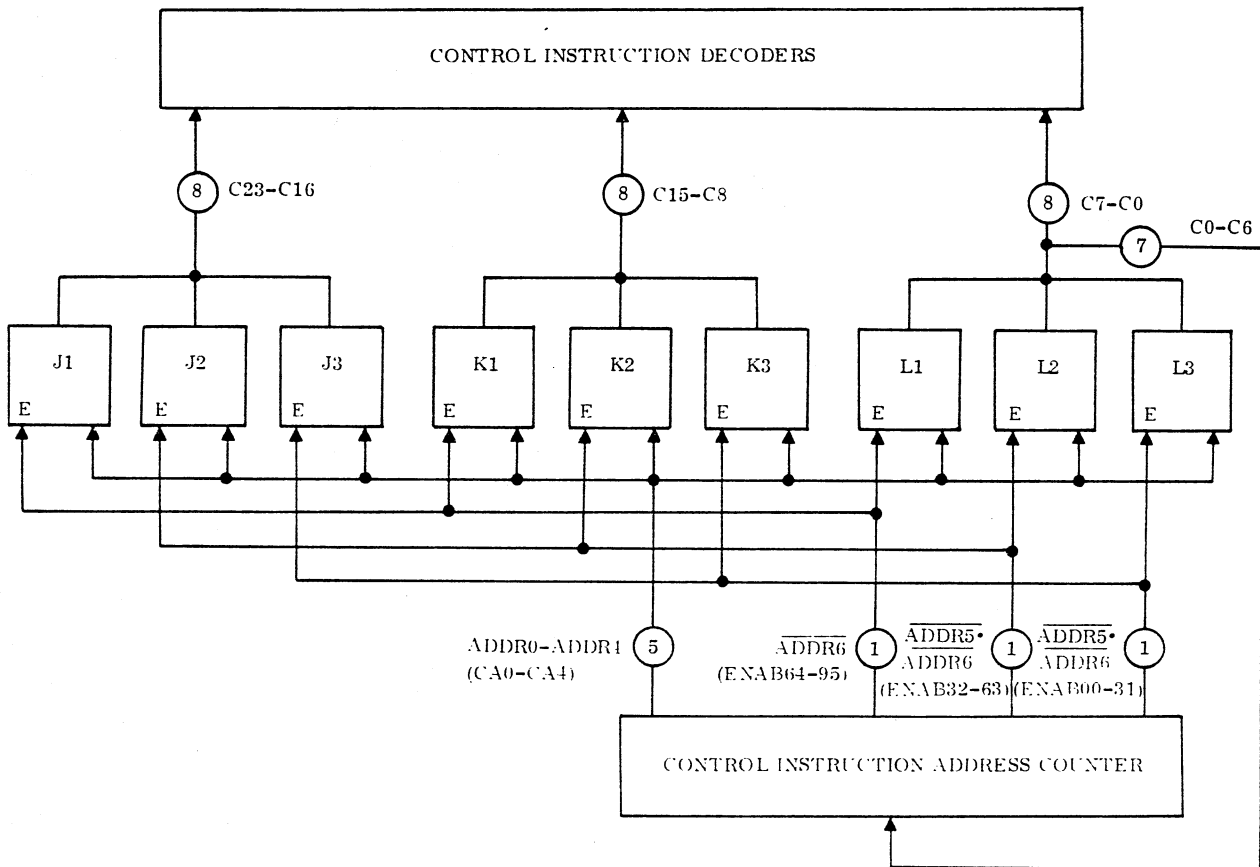 CONTROL INSTRUCTION DECODERS
8 C23-C16
8 C15-C8
8 C7-C0
C0-C6
7
J1 J2 J3 K1 K2 K3 L1 L2 L3
E E E E E E E E E
ADDR0-ADDR4 5 ADDR6 1 ADDR5• 1 ADDR5• 1
(CA0-CA4) (ENAB64-95) ADDR6 ADDR6
(ENAB32-63) (ENAB00-31)
CONTROL INSTRUCTION ADDRESS COUNTER